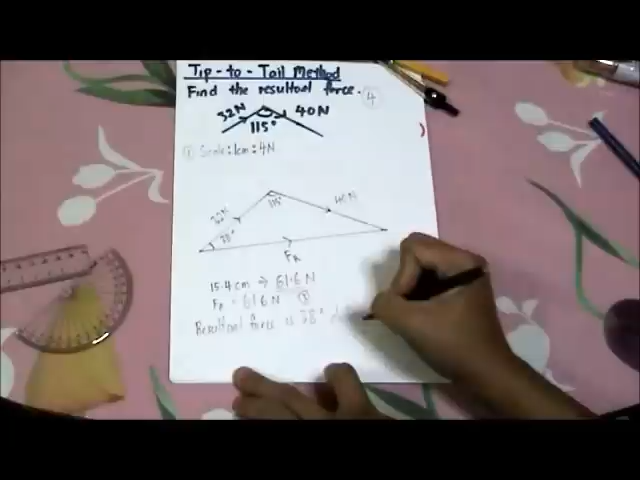 Tip-to-Tail Method
Find the resultant force. (4)
32N 40N
115°
① Scale: 1cm : 4N
32N 115° 40N
38°
FR
15.4 cm ⇒ 61.6 N
FR = 61.6 N
Resultant force is 38°